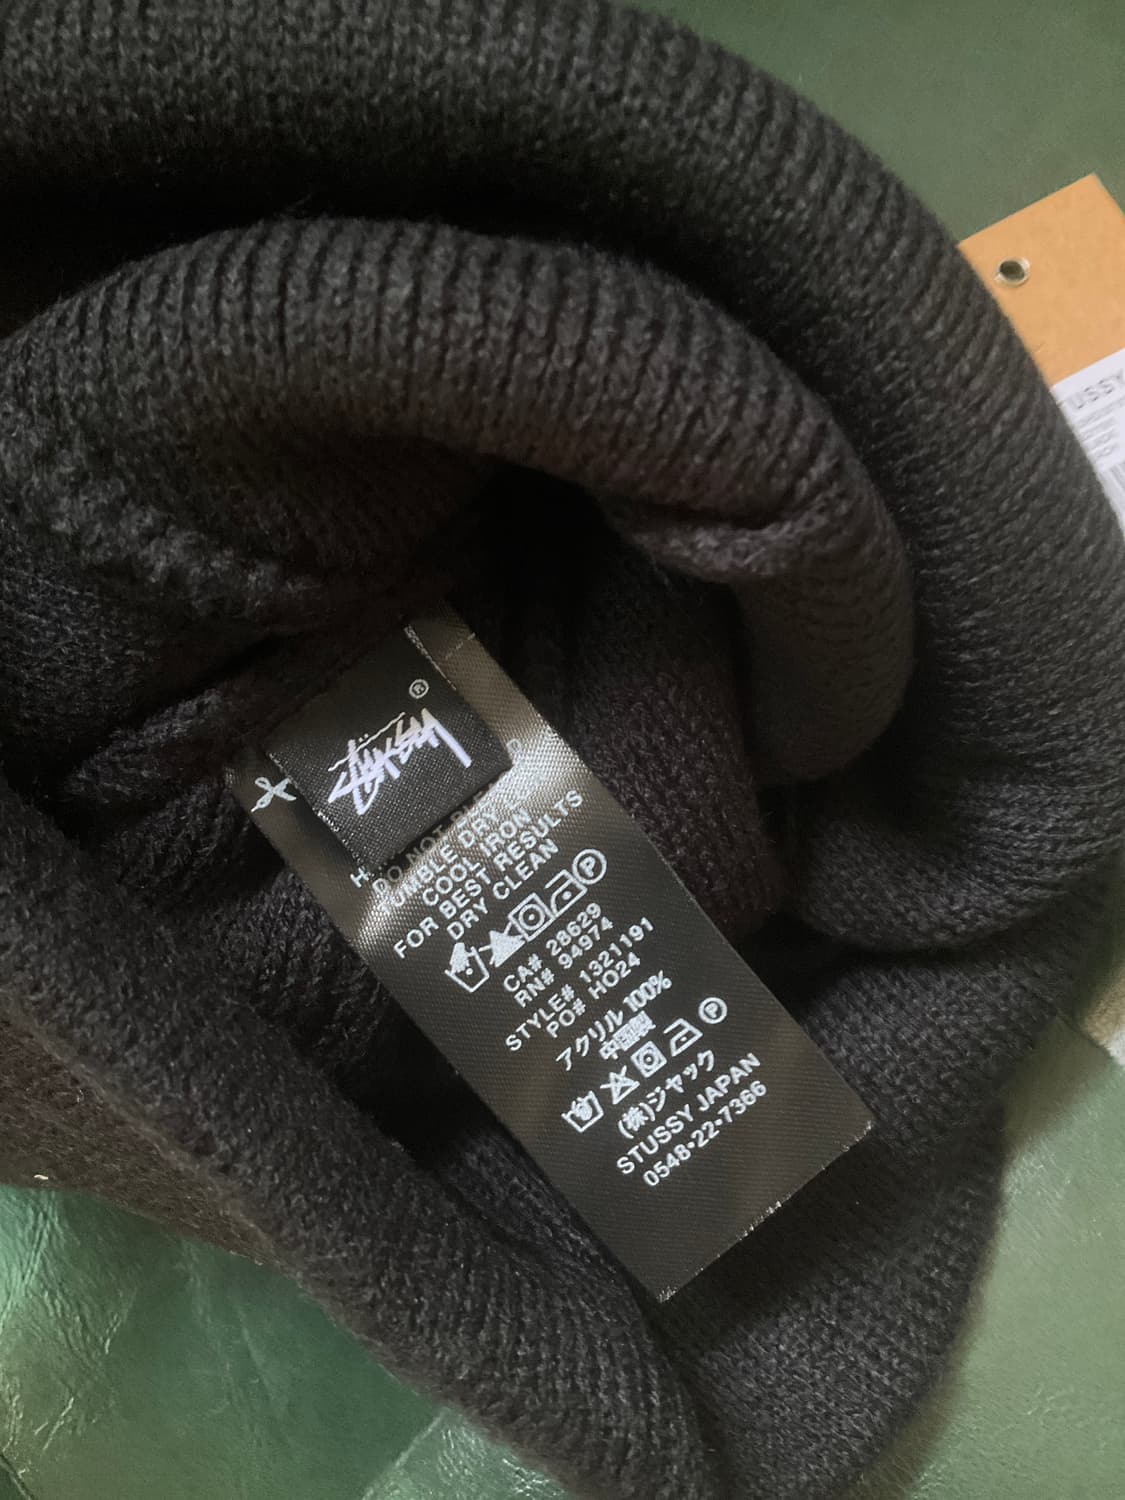 Stüssy ®
DO NOT
TUMBLE DRY
COOL IRON
FOR BEST RESULTS
DRY CLEAN
P
CA# 28629
RN# 94974
STYLE# 1321191
PO# HO24
アクリル 100%
中国製
P
(株)ジャック
STUSSY JAPAN
0548-22-7366
USSY